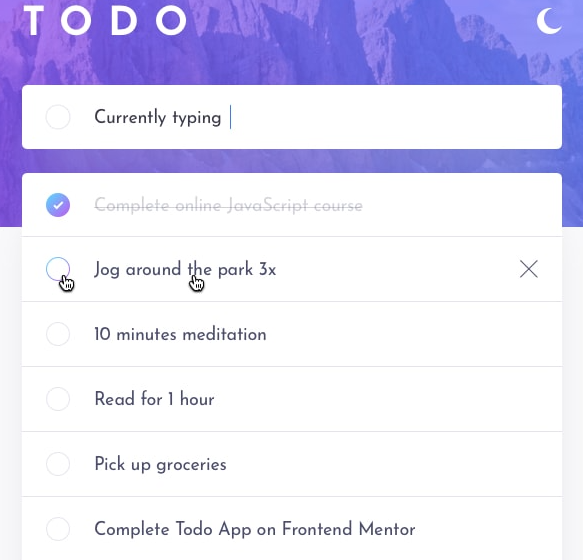 TODO
Currently typing
Complete online JavaScript course
Jog around the park 3x
10 minutes meditation
Read for 1 hour
Pick up groceries
Complete Todo App on Frontend Mentor